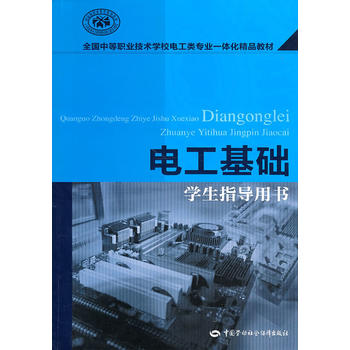 全国中等职业技术学校电工类专业一体化精品教材
Quanguo Zhongdeng Zhiye Jishu Xuexiao Diangonglei
Zhuanye Yitihua Jingpin Jiaocai
电工基础
学生指导用书
中国劳动社会保障出版社